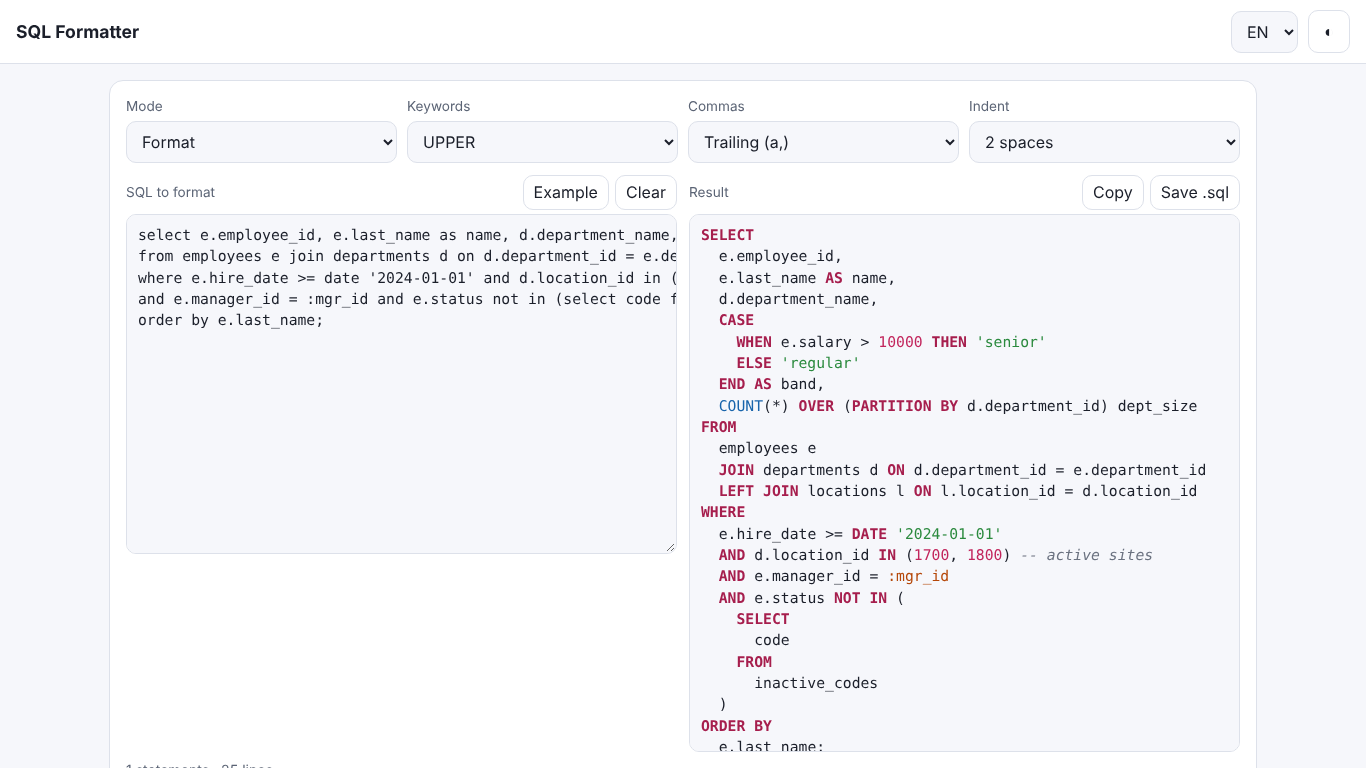 SQL Formatter
EN
Mode
Keywords
Commas
Indent
Format
UPPER
Trailing (a,)
2 spaces
SQL to format
Example
Clear
Result
Copy
Save .sql
select e.employee_id, e.last_name as name, d.department_name,
from employees e join departments d on d.department_id = e.de
where e.hire_date >= date '2024-01-01' and d.location_id in (
and e.manager_id = :mgr_id and e.status not in (select code f
order by e.last_name;
SELECT
  e.employee_id,
  e.last_name AS name,
  d.department_name,
  CASE
    WHEN e.salary > 10000 THEN 'senior'
    ELSE 'regular'
  END AS band,
  COUNT(*) OVER (PARTITION BY d.department_id) dept_size
FROM
  employees e
  JOIN departments d ON d.department_id = e.department_id
  LEFT JOIN locations l ON l.location_id = d.location_id
WHERE
  e.hire_date >= DATE '2024-01-01'
  AND d.location_id IN (1700, 1800) -- active sites
  AND e.manager_id = :mgr_id
  AND e.status NOT IN (
    SELECT
      code
    FROM
      inactive_codes
  )
ORDER BY
  e.last_name;